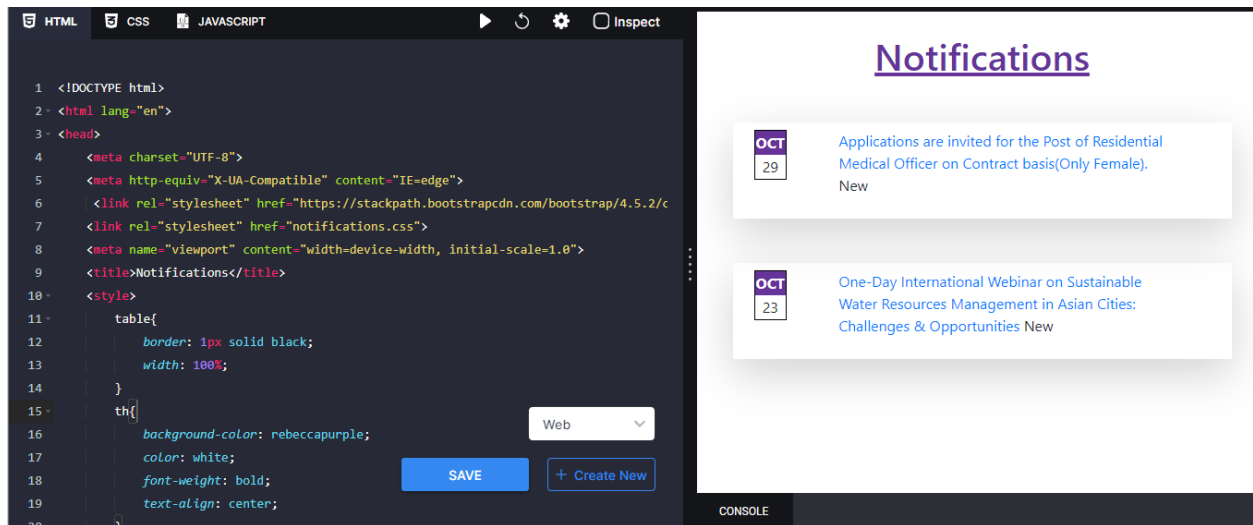 HTML CSS JAVASCRIPT Inspect
1 <!DOCTYPE html>
2 <html lang="en">
3 <head>
4 <meta charset="UTF-8">
5 <meta http-equiv="X-UA-Compatible" content="IE=edge">
6 <link rel="stylesheet" href="https://stackpath.bootstrapcdn.com/bootstrap/4.5.2/c
7 <link rel="stylesheet" href="notifications.css">
8 <meta name="viewport" content="width=device-width, initial-scale=1.0">
9 <title>Notifications</title>
10 <style>
11 table{
12 border: 1px solid black;
13 width: 100%;
14 }
15 th{
16 background-color: rebeccapurple;
17 color: white;
18 font-weight: bold;
19 text-align: center;
20 }
Web
SAVE
+ Create New
Notifications
OCT
29
Applications are invited for the Post of Residential
Medical Officer on Contract basis(Only Female).
New
OCT
23
One-Day International Webinar on Sustainable
Water Resources Management in Asian Cities:
Challenges & Opportunities New
CONSOLE